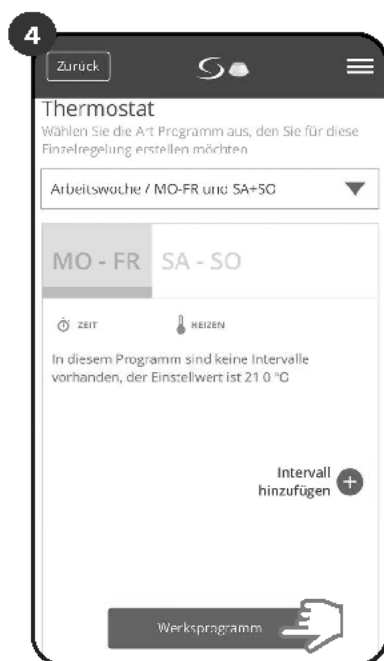 4
Zurück
Thermostat
Wählen Sie die Art Programm aus, den Sie für diese
Einzelregelung erstellen möchten
Arbeitswoche / MO-FR und SA+SO
MO - FR SA - SO
ZEIT HEIZEN
In diesem Programm sind keine Intervalle
vorhanden, der Einstellwert ist 21 0 °C
Intervall
hinzufügen
Werksprogramm